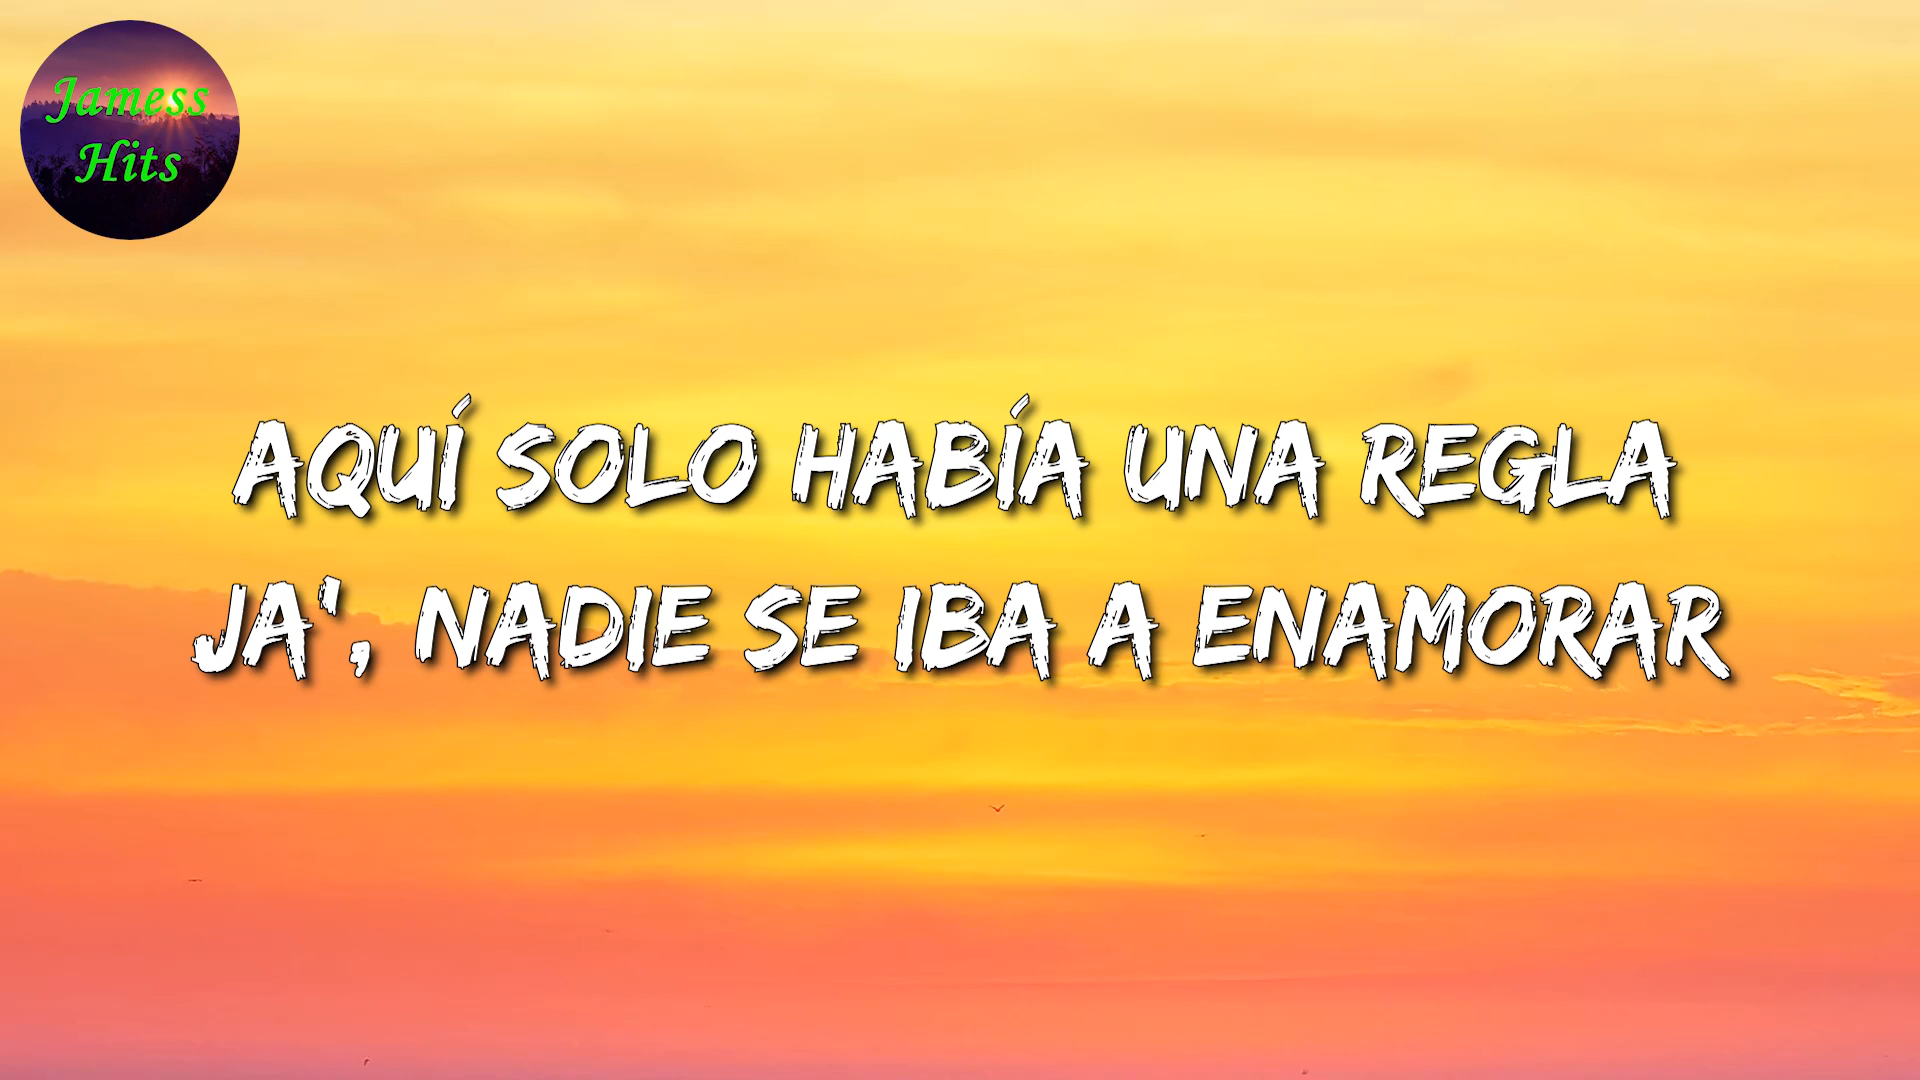 Jamess
Hits
AQUÍ SOLO HABÍA UNA REGLA
JA', NADIE SE IBA A ENAMORAR